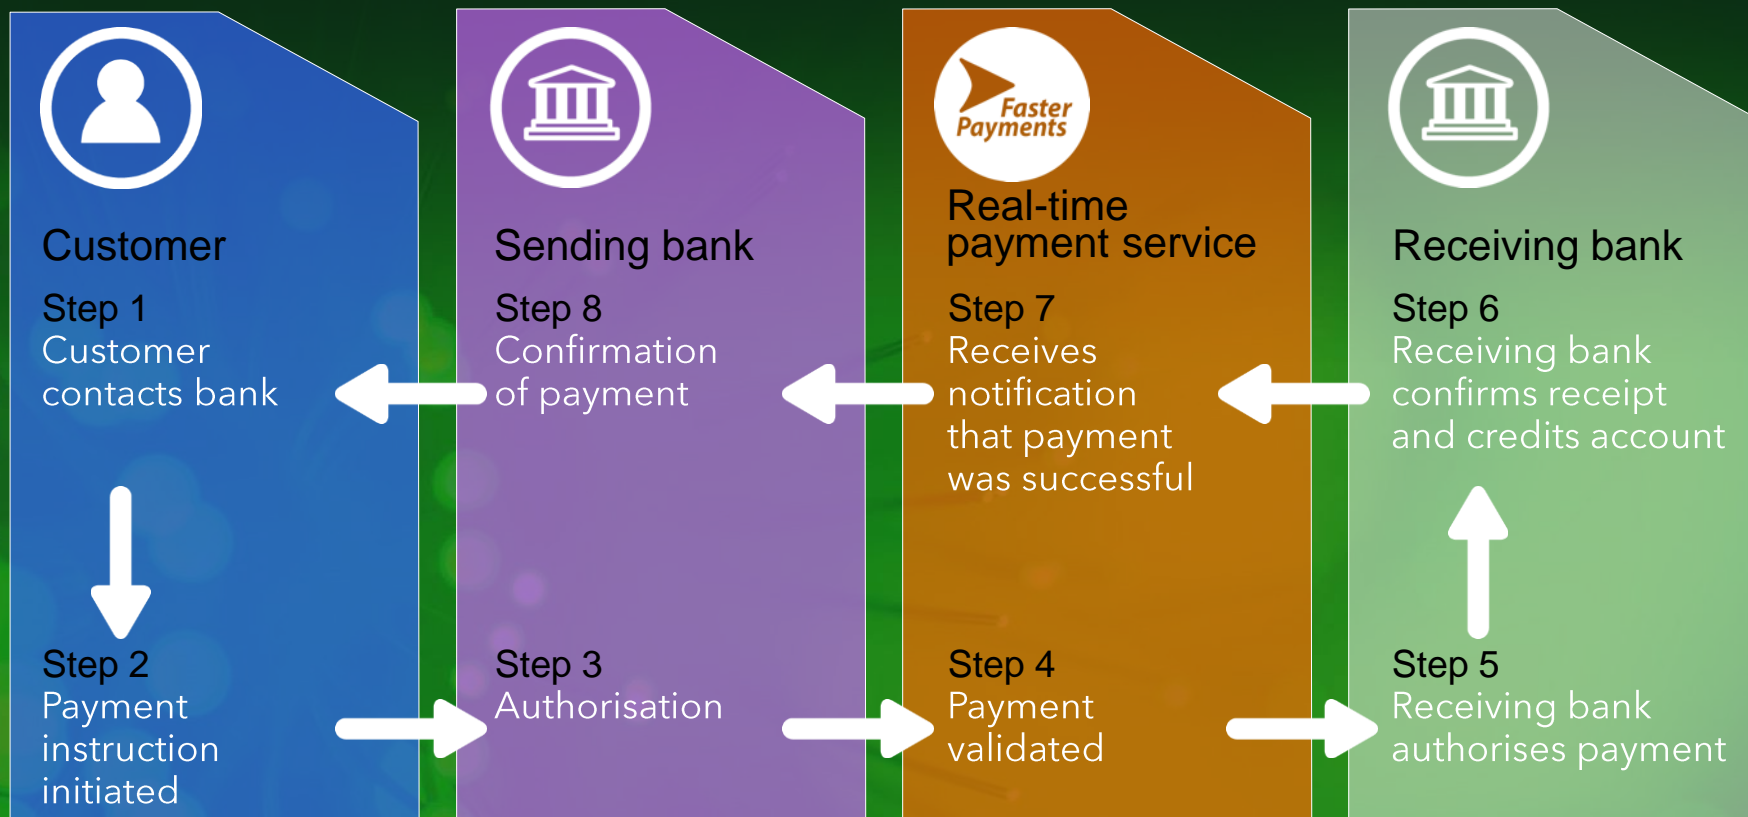 Faster
Payments
Customer
Step 1
Customer
contacts bank
Step 2
Payment
instruction
initiated
Sending bank
Step 8
Confirmation
of payment
Step 3
Authorisation
Real-time
payment service
Step 7
Receives
notification
that payment
was successful
Step 4
Payment
validated
Receiving bank
Step 6
Receiving bank
confirms receipt
and credits account
Step 5
Receiving bank
authorises payment